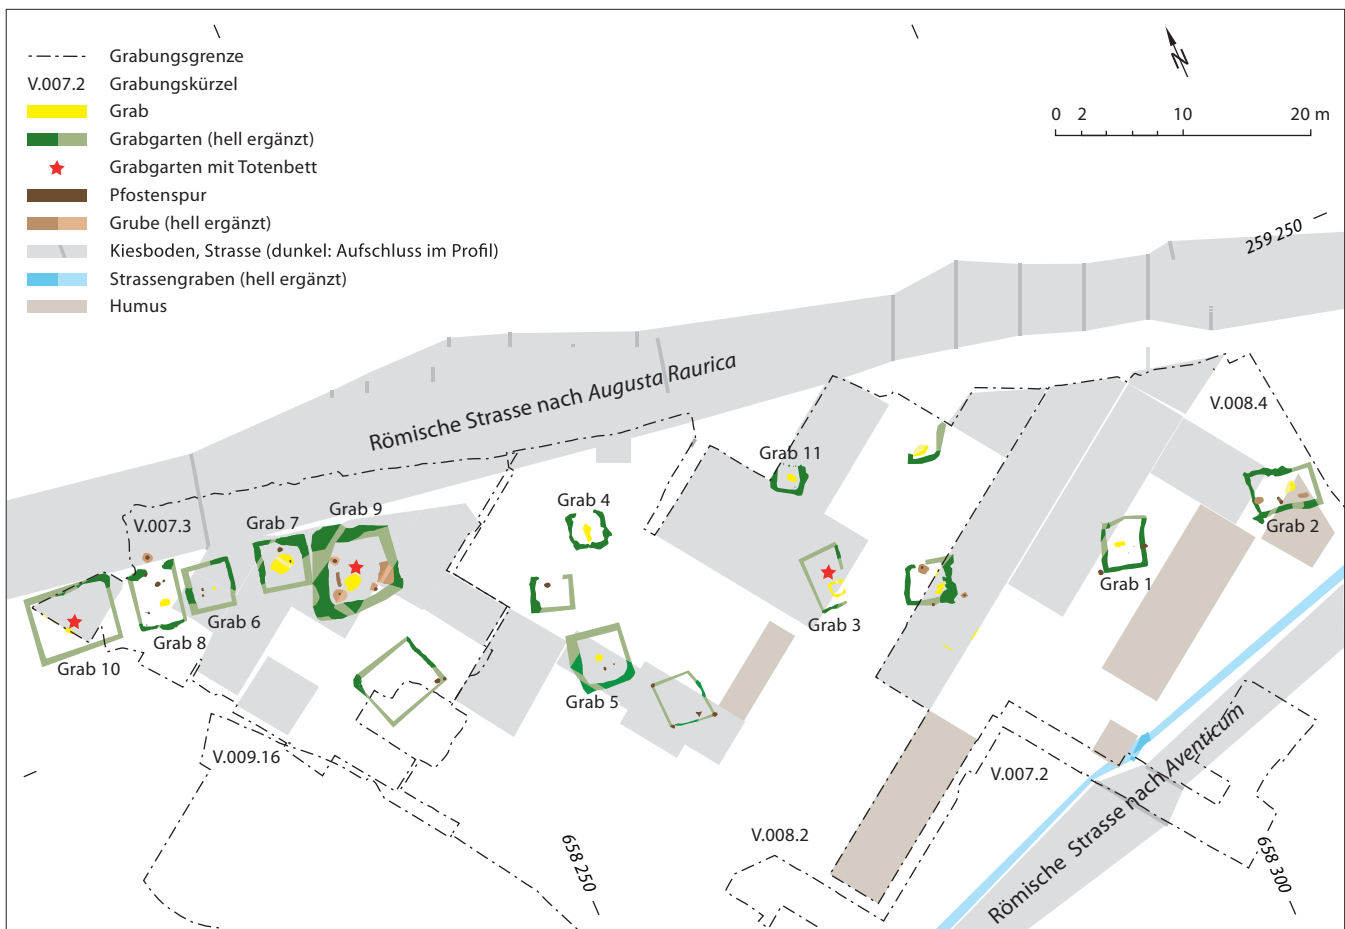 Grabungsgrenze
V.007.2 Grabungskürzel
Grab
Grabgarten (hell ergänzt)
Grabgarten mit Totenbett
Pfostenspur
Grube (hell ergänzt)
Kiesboden, Strasse (dunkel: Aufschluss im Profil)
Strassengraben (hell ergänzt)
Humus
N
0 2 10 20 m
259 250
Römische Strasse nach Augusta Raurica
V.008.4
Grab 11
Grab 4
Grab 9
Grab 7
V.007.3
Grab 2
Grab 1
Grab 6
Grab 3
Grab 8
Grab 10
Grab 5
V.009.16
V.007.2
V.008.2
658 250
658 300
Römische Strasse nach Aventicum